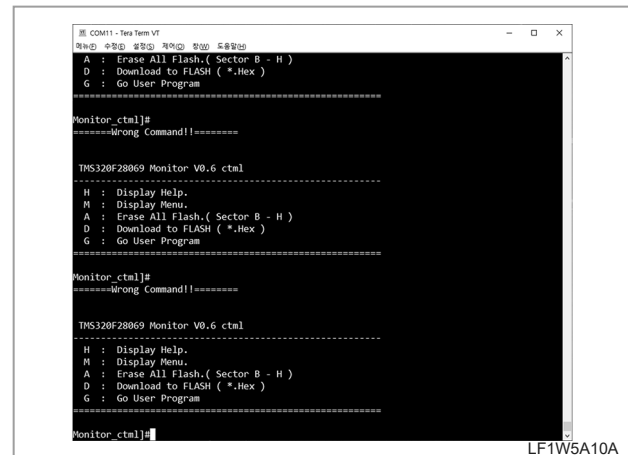 COM11 - Tera Term VT
메뉴(F) 수정(E) 설정(S) 제어(O) 창(W) 도움말(H)
A : Erase All Flash.( Sector B - H )
D : Download to FLASH ( *.Hex )
G : Go User Program
========================================================
Monitor_ctml]#
=======Wrong Command!!========
TMS320F28069 Monitor V0.6 ctml
--------------------------------------------------------
H : Display Help.
M : Display Menu.
A : Erase All Flash.( Sector B - H )
D : Download to FLASH ( *.Hex )
G : Go User Program
========================================================
Monitor_ctml]#
=======Wrong Command!!========
TMS320F28069 Monitor V0.6 ctml
--------------------------------------------------------
H : Display Help.
M : Display Menu.
A : Erase All Flash.( Sector B - H )
D : Download to FLASH ( *.Hex )
G : Go User Program
========================================================
Monitor_ctml]#
LF1W5A10A